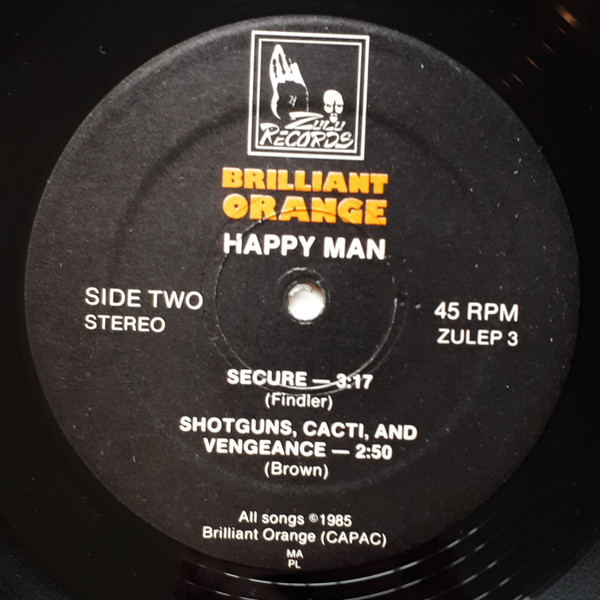 ZULU
RECORDS
BRILLIANT
ORANGE
HAPPY MAN
SIDE TWO
STEREO
45 RPM
ZULEP 3
SECURE — 3:17
(Findler)
SHOTGUNS, CACTI, AND
VENGEANCE — 2:50
(Brown)
All songs ©1985
Brilliant Orange (CAPAC)
MA
PL